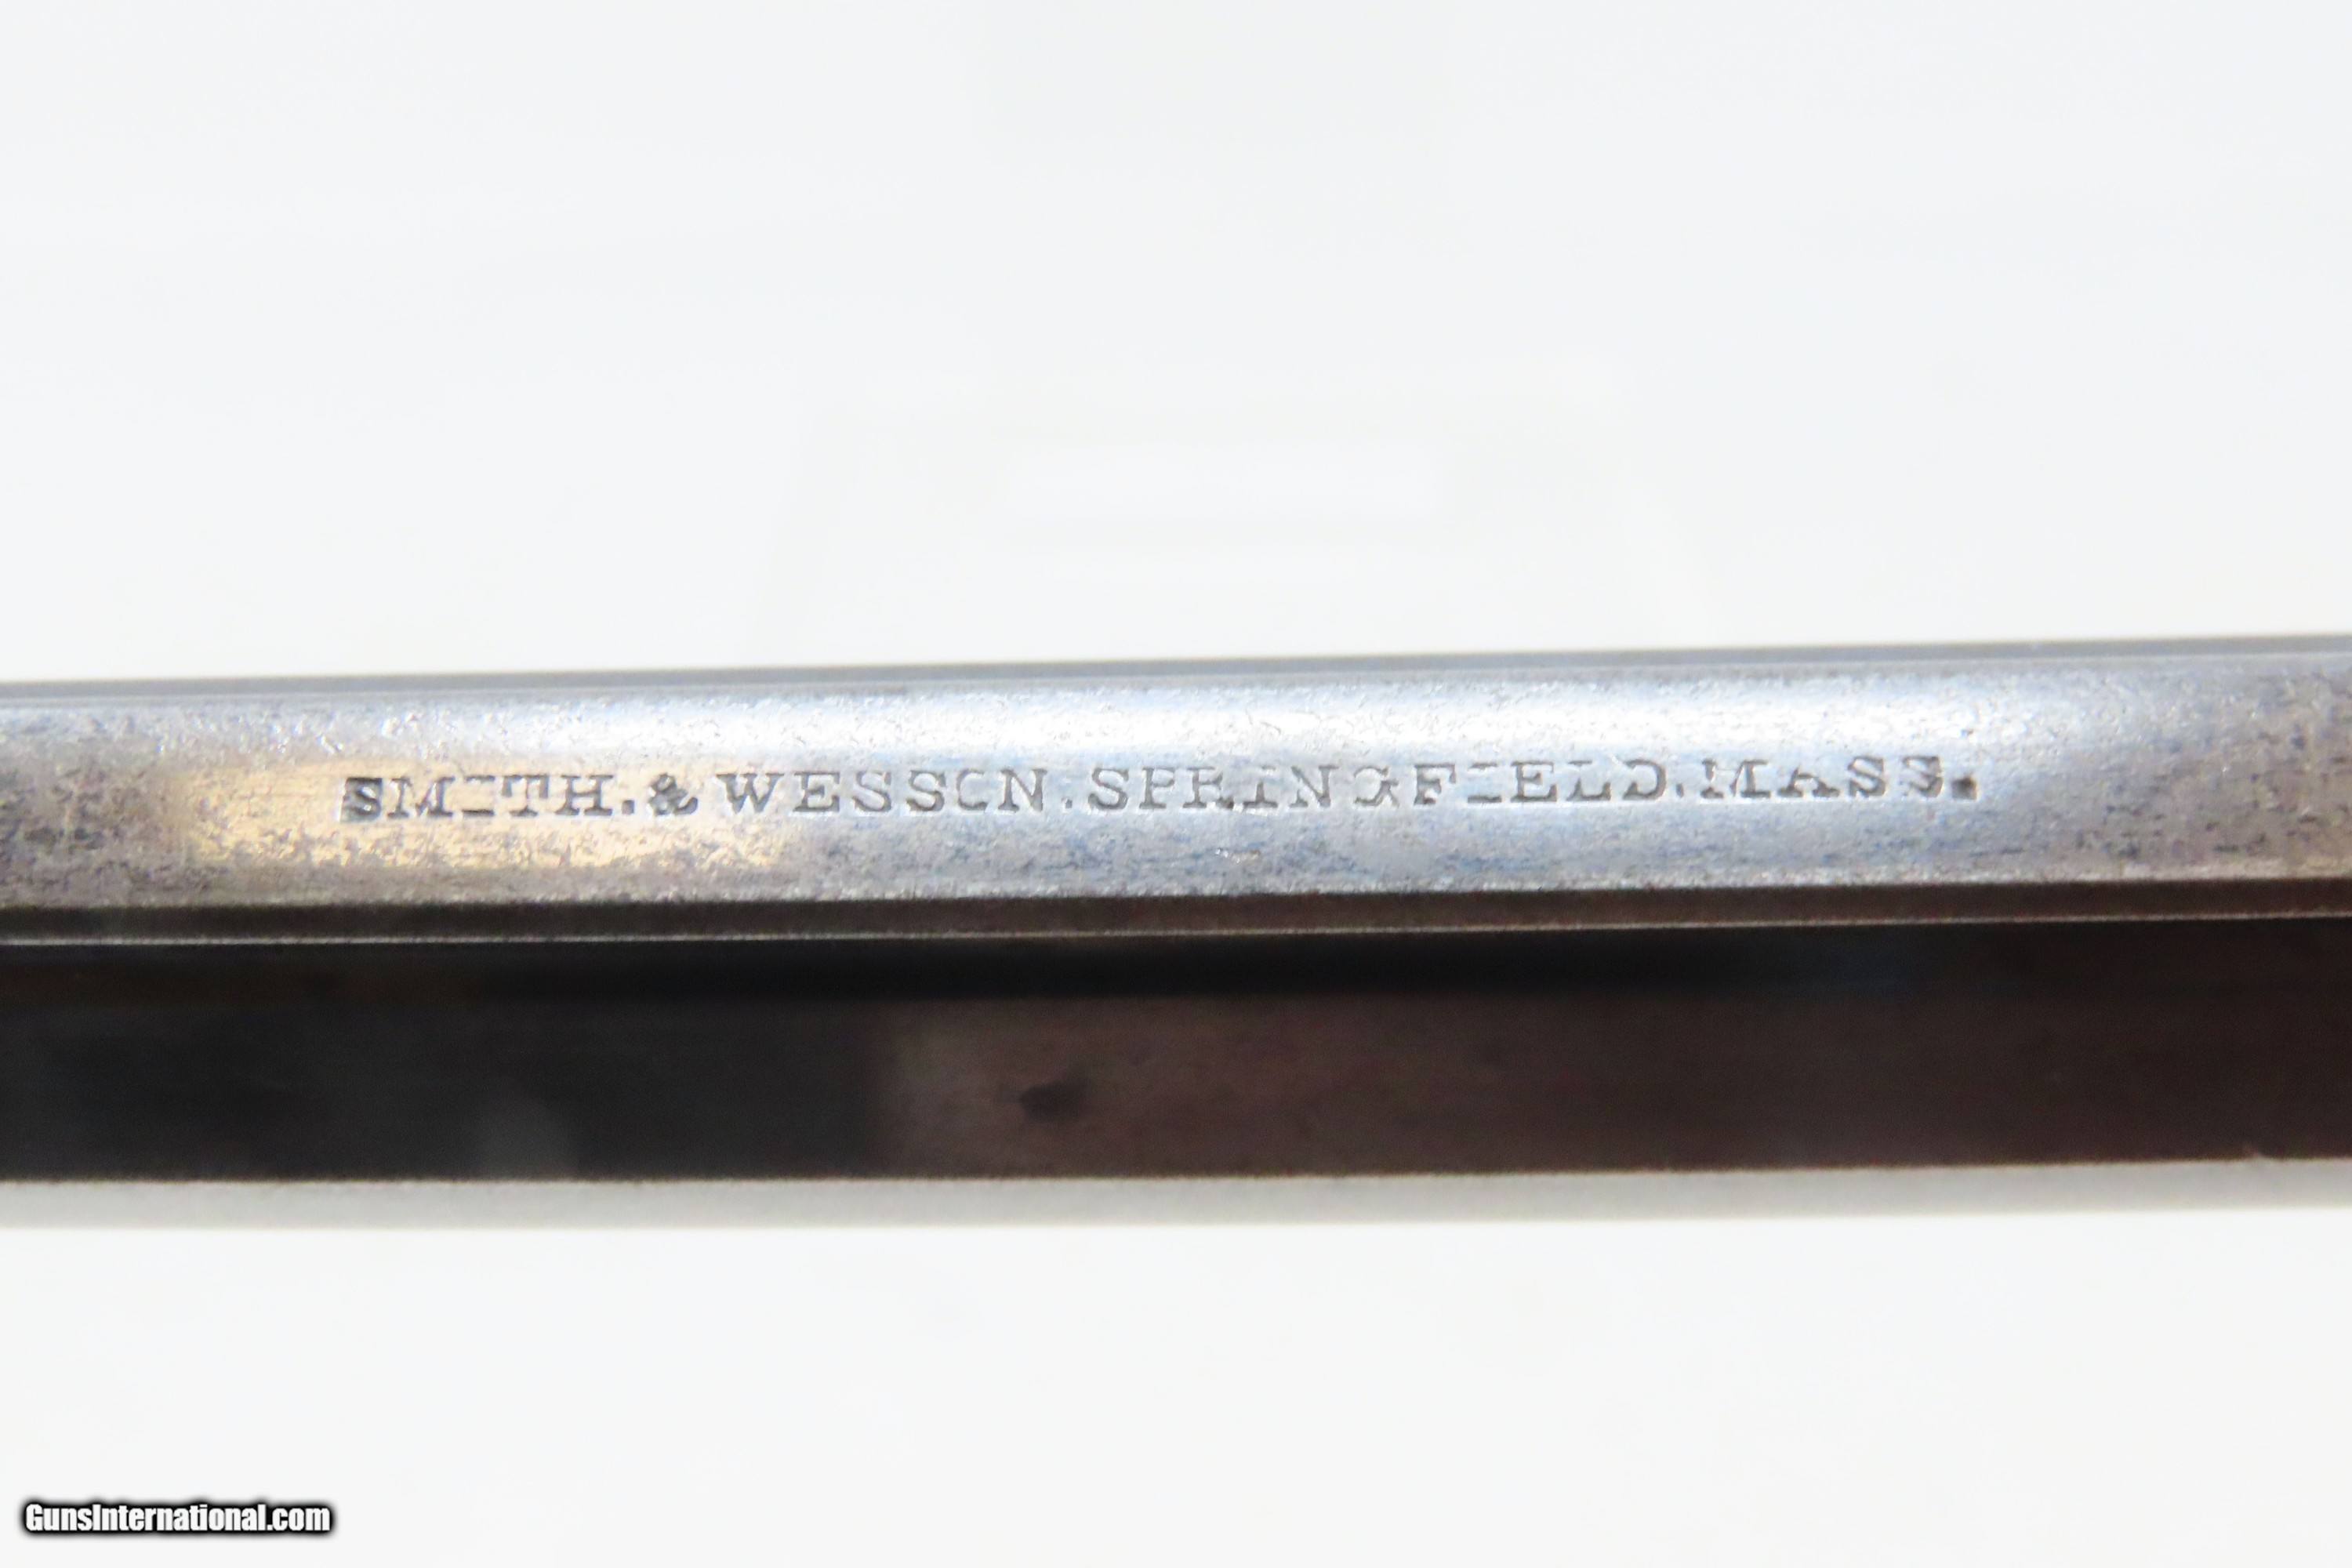 SMITH.& WESSON.SPRINGFIELD.MASS.
GunsInternational.com